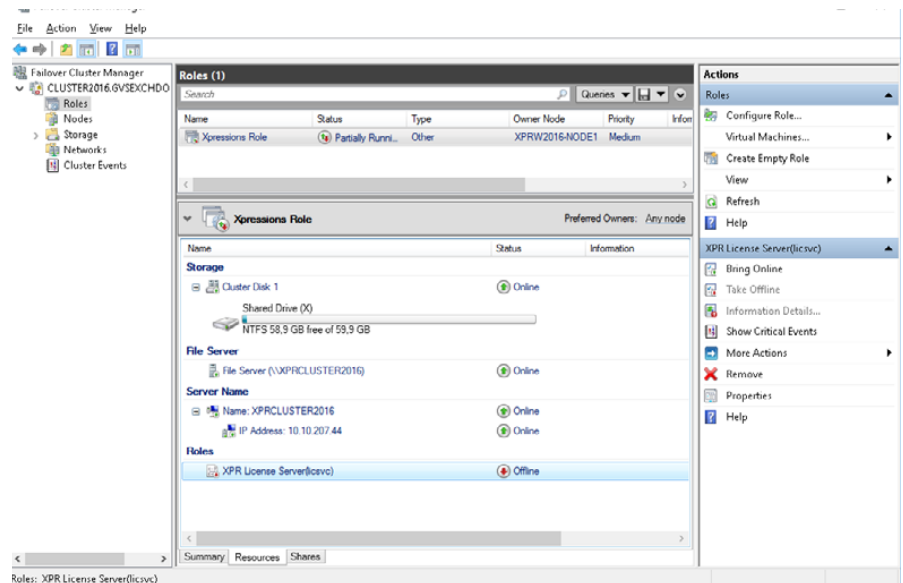 File Action View Help
Failover Cluster Manager
CLUSTER2016.GVSEXCHDO
Roles
Nodes
Storage
Networks
Cluster Events
Roles (1)
Search
Queries
Name Status Type Owner Node Priority Infor
Xpressions Role Partially Runni... Other XPRW2016-NODE1 Medium
Xpressions Role Preferred Owners: Any node
Name Status Information
Storage
Cluster Disk 1 Online
Shared Drive (X)
NTFS 58,9 GB free of 59,9 GB
File Server
File Server (\\XPRCLUSTER2016) Online
Server Name
Name: XPRCLUSTER2016 Online
IP Address: 10.10.207.44 Online
Roles
XPR License Server(licsvc) Offline
Summary Resources Shares
Actions
Roles
Configure Role...
Virtual Machines...
Create Empty Role
View
Refresh
Help
XPR License Server(licsvc)
Bring Online
Take Offline
Information Details...
Show Critical Events
More Actions
Remove
Properties
Help
Roles: XPR License Server(licsvc)